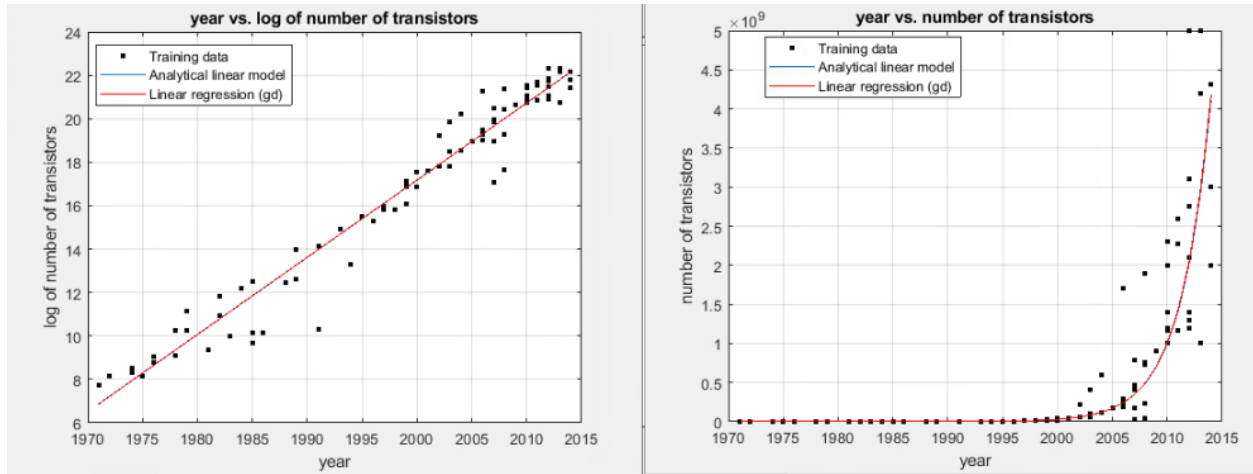 year vs. log of number of transistors
24
22
20
18
16
14
12
10
8
6
Training data
Analytical linear model
Linear regression (gd)
log of number of transistors
1970 1975 1980 1985 1990 1995 2000 2005 2010 2015
year
year vs. number of transistors
×10^9
5
4.5
4
3.5
3
2.5
2
1.5
1
0.5
0
Training data
Analytical linear model
Linear regression (gd)
number of transistors
1970 1975 1980 1985 1990 1995 2000 2005 2010 2015
year